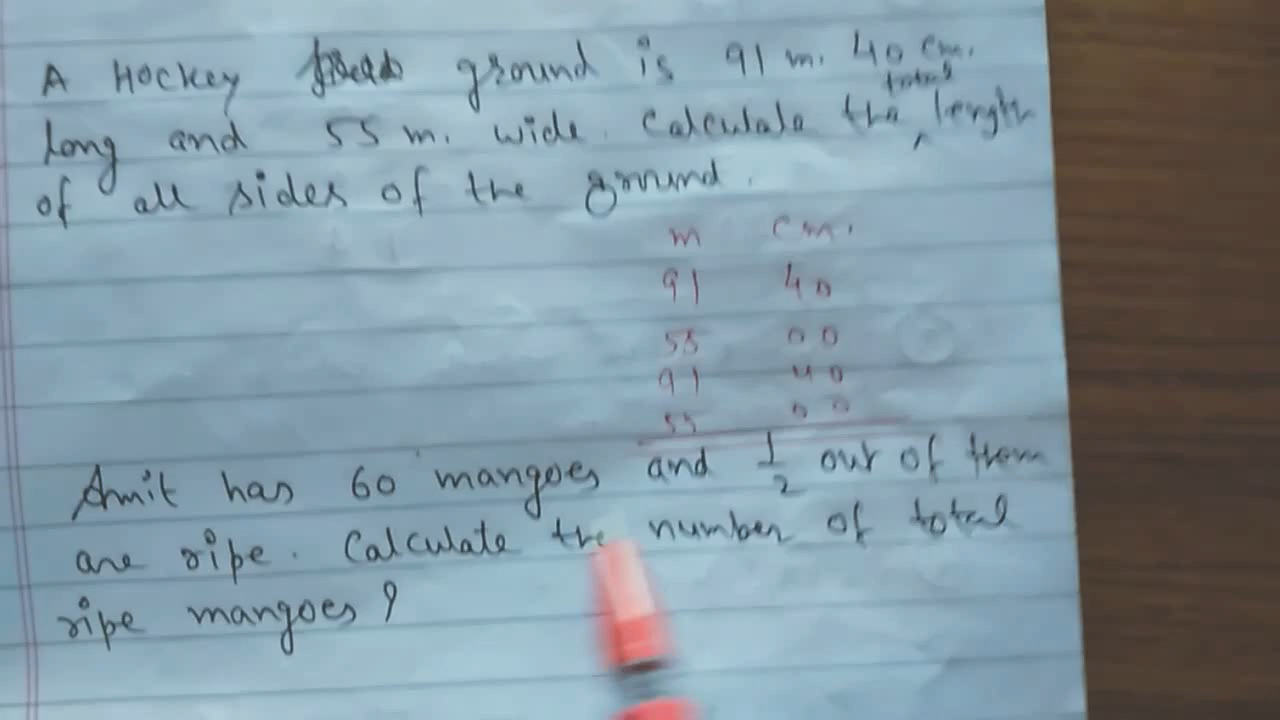 A Hockey ground is 91 m. 40 cm.
long and 55 m. wide. Calculate the total length
of all sides of the ground.
m cm.
91 40
55 00
91 40
55 00
Amit has 60 mangoes and 1/2 out of them
are ripe. Calculate the number of total
ripe mangoes?